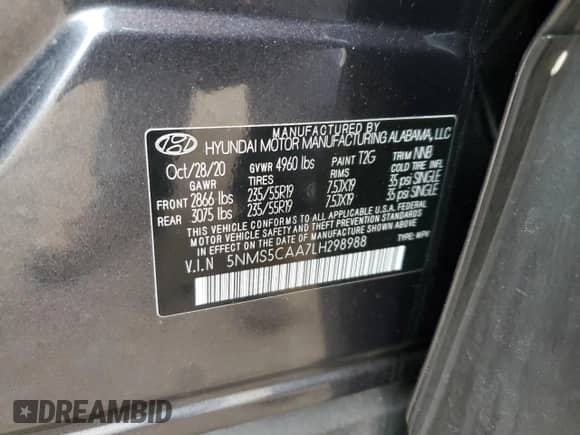 MANUFACTURED BY
HYUNDAI MOTOR MANUFACTURING ALABAMA, LLC
Oct/28/20 GVWR 4960 lbs PAINT T2G TRIM NNB
GAWR TIRES RIMS COLD TIRE INFL.
FRONT 2866 lbs 235/55R19 7.5JX19 35 psi SINGLE
REAR 3075 lbs 235/55R19 7.5JX19 35 psi SINGLE
THIS VEHICLE CONFORMS TO ALL APPLICABLE U.S.A. FEDERAL
MOTOR VEHICLE SAFETY AND THEFT PREVENTION STANDARDS
IN EFFECT ON THE DATE OF MANUFACTURE SHOWN ABOVE.
V.I.N 5NMS5CAA7LH298988 TYPE: MPV
DREAMBID